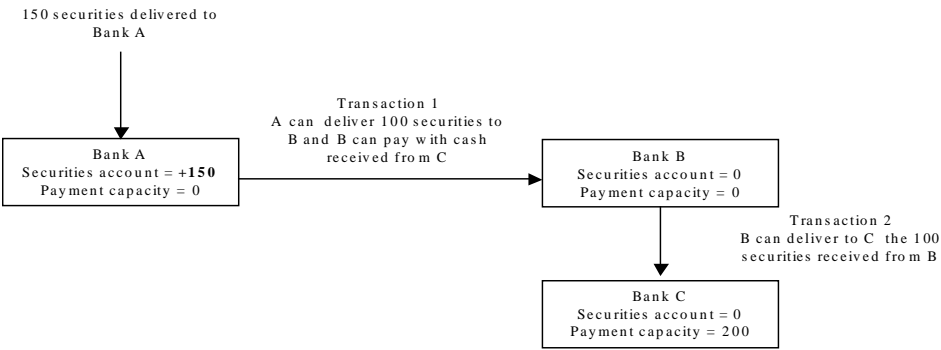 150 securities delivered to
Bank A
Transaction 1
A can deliver 100 securities to
B and B can pay with cash
received from C
Bank A
Securities account = +150
Payment capacity = 0
Bank B
Securities account = 0
Payment capacity = 0
Transaction 2
B can deliver to C the 100
securities received from B
Bank C
Securities account = 0
Payment capacity = 200